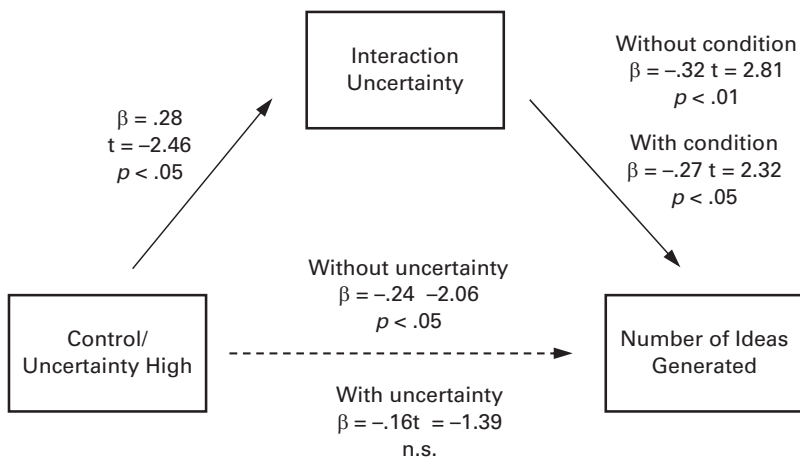 Interaction
Uncertainty
Without condition
β = –.32 t = 2.81
p < .01
With condition
β = –.27 t = 2.32
p < .05
β = .28
t = –2.46
p < .05
Without uncertainty
β = –.24 –2.06
p < .05
Control/
Uncertainty High
Number of Ideas
Generated
With uncertainty
β = –.16t = –1.39
n.s.